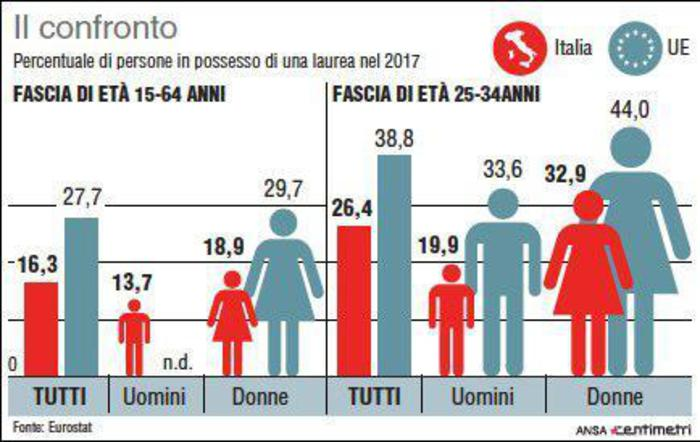 Il confronto
Percentuale di persone in possesso di una laurea nel 2017
Italia
UE
FASCIA DI ETÀ 15-64 ANNI
16,3
27,7
13,7
n.d.
18,9
29,7
0
TUTTI
Uomini
Donne
FASCIA DI ETÀ 25-34ANNI
26,4
38,8
19,9
33,6
32,9
44,0
TUTTI
Uomini
Donne
Fonte: Eurostat
ANSA centimetri